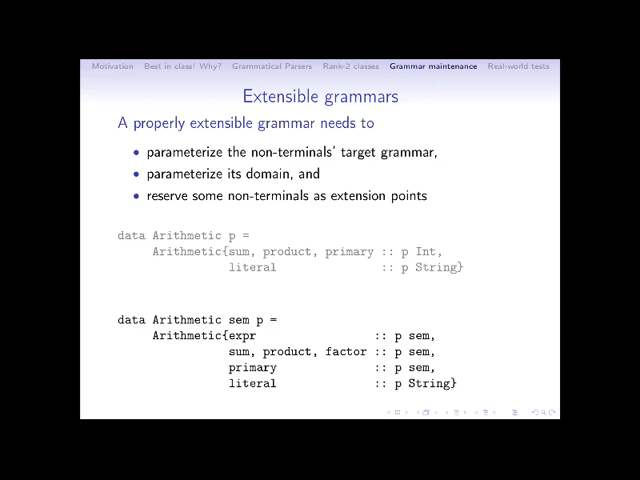 Motivation Best in class! Why? Grammatical Parsers Rank-2 classes Grammar maintenance Real-world tests
Extensible grammars
A properly extensible grammar needs to
• parameterize the non-terminals' target grammar,
• parameterize its domain, and
• reserve some non-terminals as extension points
data Arithmetic p =
Arithmetic{sum, product, primary :: p Int,
literal :: p String}
data Arithmetic sem p =
Arithmetic{expr :: p sem,
sum, product, factor :: p sem,
primary :: p sem,
literal :: p String}